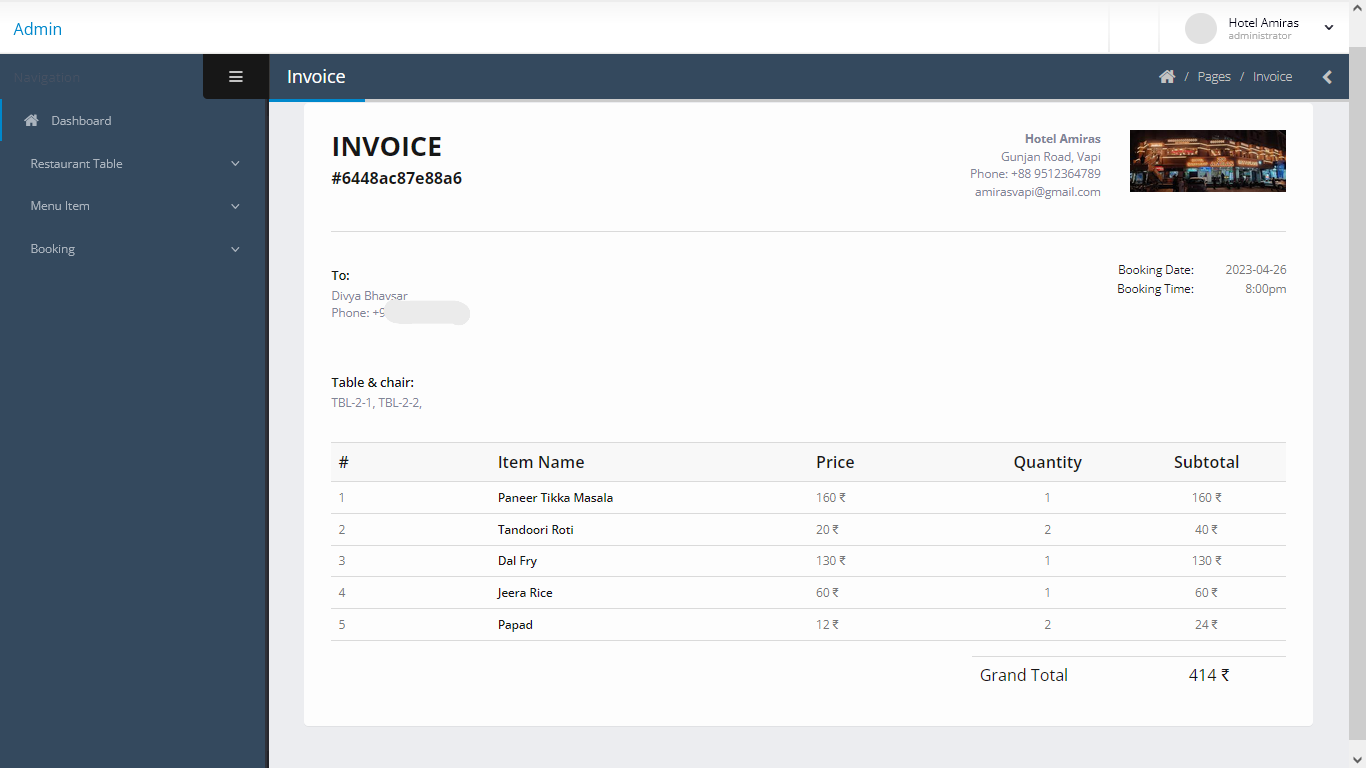 Admin
Hotel Amiras
administrator
Navigation
Invoice
/ Pages / Invoice
Dashboard
Restaurant Table
Menu Item
Booking
INVOICE
#6448ac87e88a6
Hotel Amiras
Gunjan Road, Vapi
Phone: +88 9512364789
amirasvapi@gmail.com
To:
Divya Bhavsar
Phone: +9
Booking Date: 2023-04-26
Booking Time: 8:00pm
Table & chair:
TBL-2-1, TBL-2-2,
# Item Name Price Quantity Subtotal
1 Paneer Tikka Masala 160 ₹ 1 160 ₹
2 Tandoori Roti 20 ₹ 2 40 ₹
3 Dal Fry 130 ₹ 1 130 ₹
4 Jeera Rice 60 ₹ 1 60 ₹
5 Papad 12 ₹ 2 24 ₹
Grand Total 414 ₹